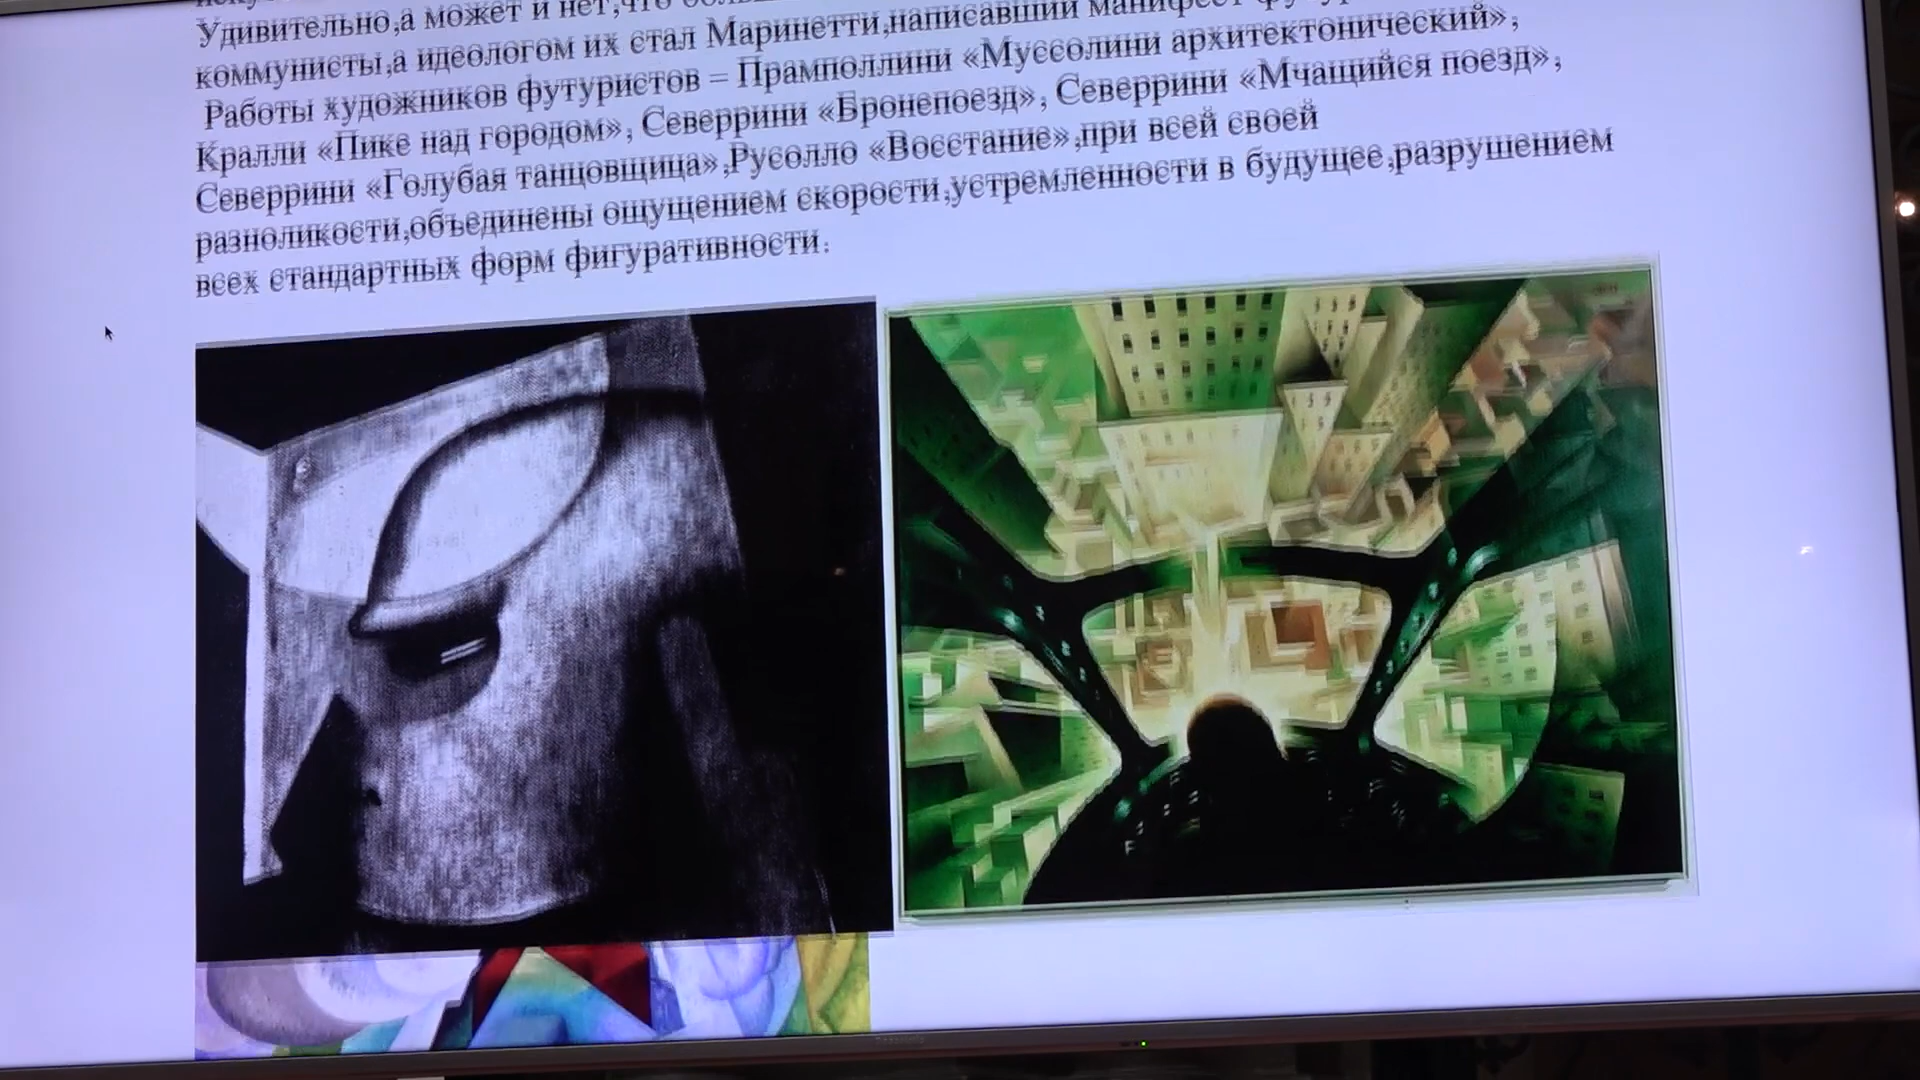 Удивительно,а может и нет,что
коммунисты,а идеологом их стал Маринетти,написавший манифест
Работы художников футуристов = Прамполлини «Муссолини архитектонический»,
Кралли «Пике над городом», Северрини «Бронепоезд», Северрини «Мчащийся поезд»,
Северрини «Голубая танцовщица»,Русолло «Восстание»,при всей своей
разноликости,объединены ощущением скорости,устремленности в будущее,разрушением
всех стандартных форм фигуративности.